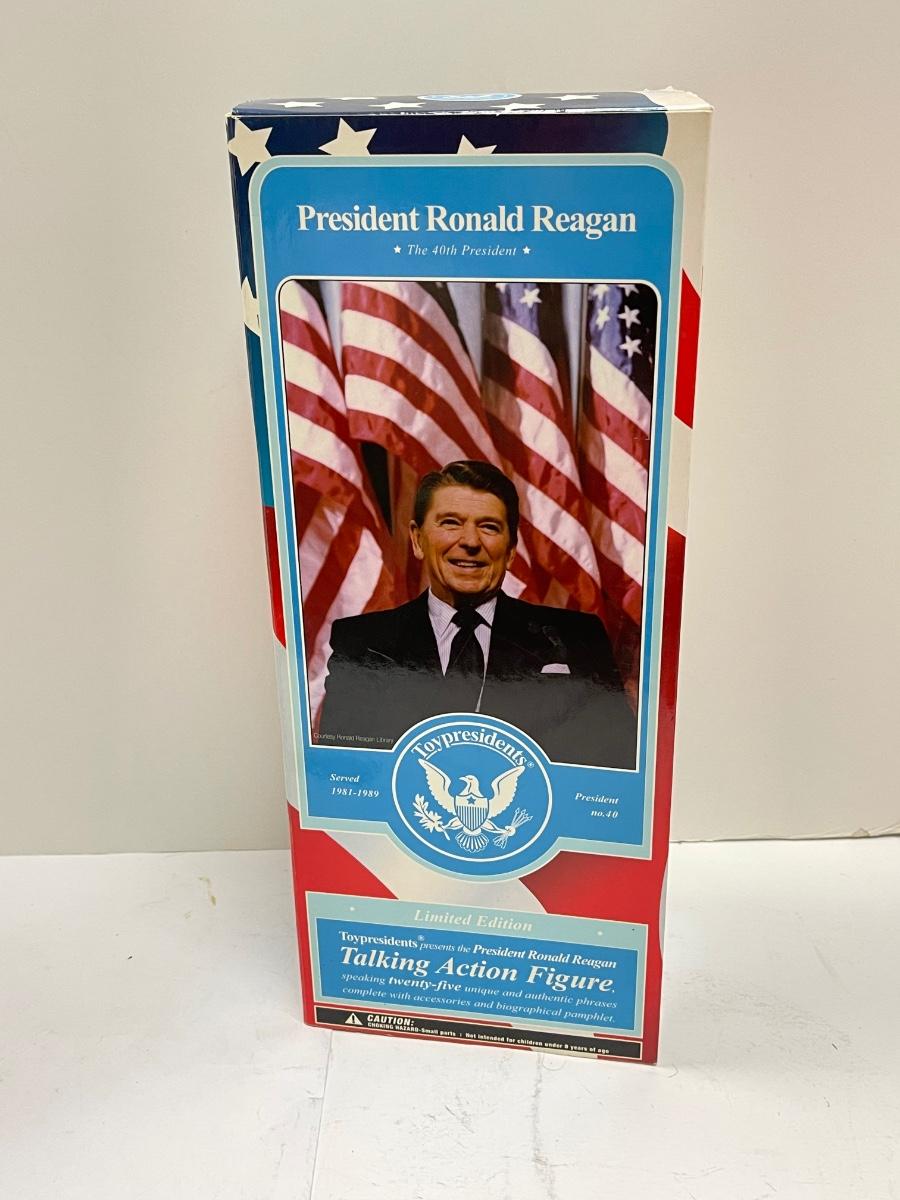 President Ronald Reagan
★ The 40th President ★
Courtesy Ronald Reagan Library
Toypresidents®
Served
1981-1989
President
no.40
Limited Edition
Toypresidents® presents the President Ronald Reagan
Talking Action Figure,
speaking twenty-five unique and authentic phrases
complete with accessories and biographical pamphlet.
CAUTION:
CHOKING HAZARD-Small parts | Not intended for children under 8 years of age